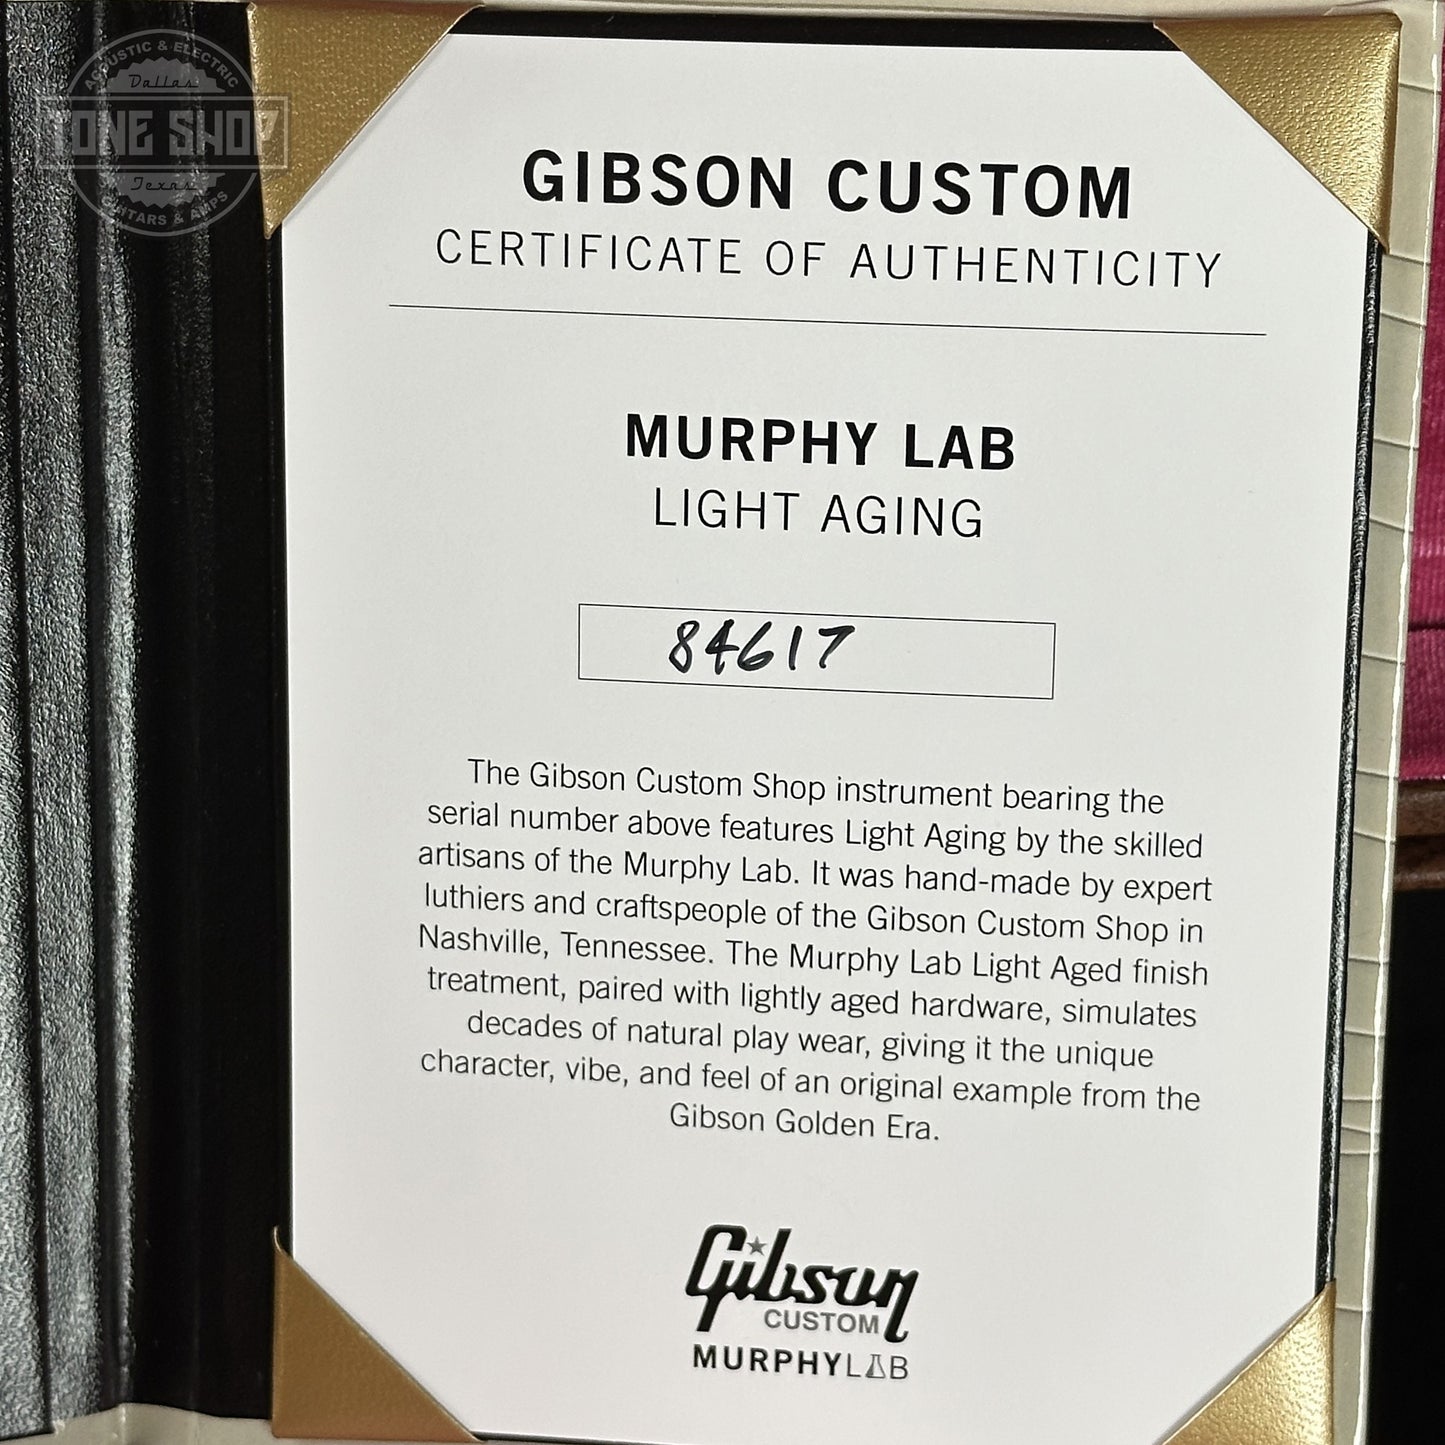 ACOUSTIC & ELECTRIC
Dallas
TONE SHOP
Texas
GUITARS & AMPS
GIBSON CUSTOM
CERTIFICATE OF AUTHENTICITY
MURPHY LAB
LIGHT AGING
84617
The Gibson Custom Shop instrument bearing the
serial number above features Light Aging by the skilled
artisans of the Murphy Lab. It was hand-made by expert
luthiers and craftspeople of the Gibson Custom Shop in
Nashville, Tennessee. The Murphy Lab Light Aged finish
treatment, paired with lightly aged hardware, simulates
decades of natural play wear, giving it the unique
character, vibe, and feel of an original example from the
Gibson Golden Era.
Gibson
CUSTOM
MURPHYLAB